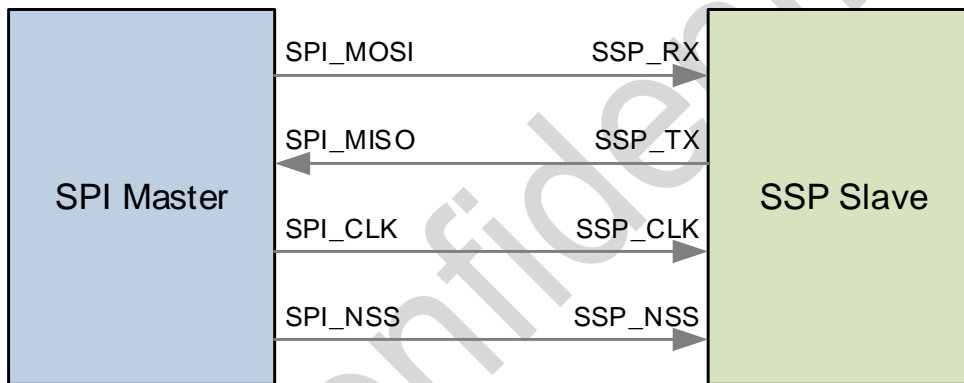 SPI_MOSI SSP_RX
SPI_MISO SSP_TX
SPI Master SSP Slave
SPI_CLK SSP_CLK
SPI_NSS SSP_NSS